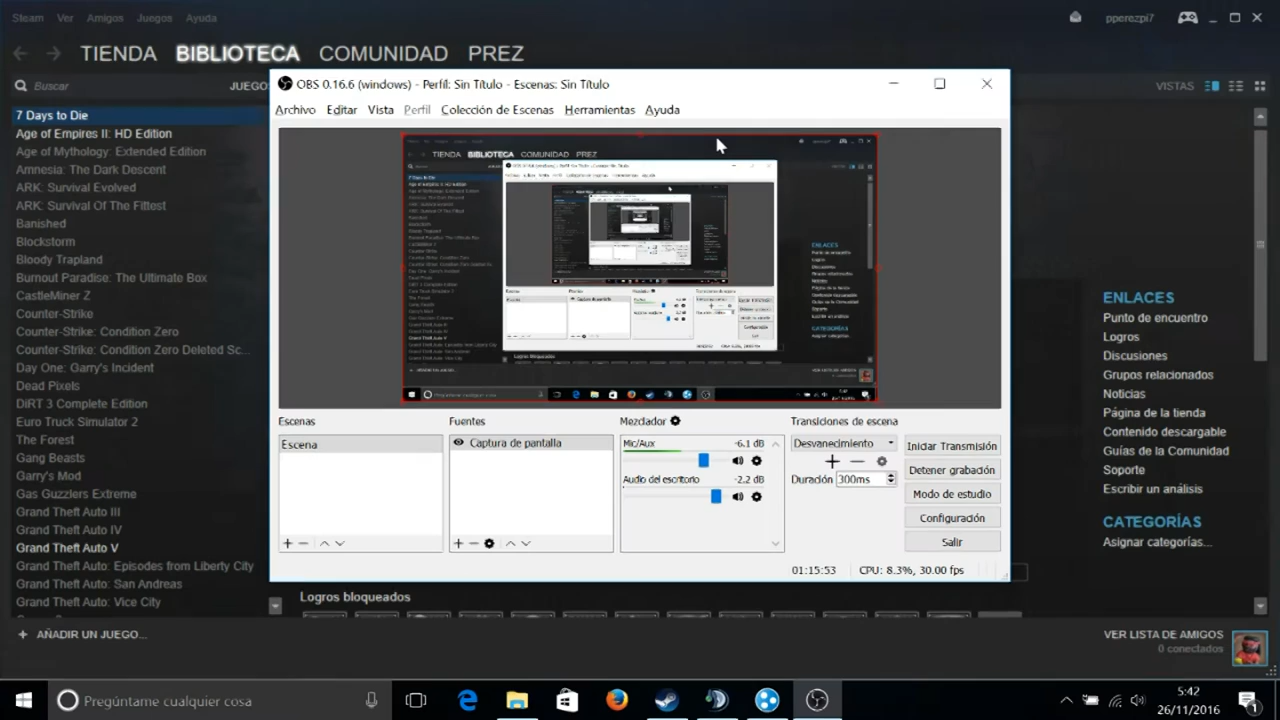 Steam Ver Amigos Juegos Ayuda pperezpi7
TIENDA BIBLIOTECA COMUNIDAD PREZ
Buscar JUEGO VISTAS
7 Days to Die
Age of Empires II: HD Edition
Age of Mythology: Extended Edition
Amnesia: The Dark Descent
ARK: Survival Evolved
ARK: Survival Of The Fittest
Banished
Blockstorm
Bloody Trapland
Burnout Paradise: The Ultimate Box
CastleMiner Z
Counter-Strike
Counter-Strike: Condition Zero
Counter-Strike: Condition Zero Deleted Sc...
Day One: Garry's Incident
Dead Pixels
DiRT 3 Complete Edition
Euro Truck Simulator 2
The Forest
Gang Beasts
Garry's Mod
Gas Guzzlers Extreme
Grand Theft Auto III
Grand Theft Auto IV
Grand Theft Auto V
Grand Theft Auto: Episodes from Liberty City
Grand Theft Auto: San Andreas
Grand Theft Auto: Vice City
+ AÑADIR UN JUEGO...
OBS 0.16.6 (windows) - Perfil: Sin Título - Escenas: Sin Título
Archivo Editar Vista Perfil Colección de Escenas Herramientas Ayuda
TIENDA BIBLIOTECA COMUNIDAD PREZ
ENLACES
CATEGORÍAS
Escenas Fuentes Mezclador Transiciones de escena
Escena
Captura de pantalla
Mic/Aux -6.1 dB
Audio del escritorio -2.2 dB
Desvanecimiento
Duración 300ms
Iniciar Transmisión
Detener grabación
Modo de estudio
Configuración
Salir
01:15:53 CPU: 8.3%, 30.00 fps
Logros bloqueados
ENLACES
Punto de encuentro
Logros
Discusiones
Grupos relacionados
Noticias
Página de la tienda
Contenido descargable
Guías de la Comunidad
Soporte
Escribir un análisis
CATEGORÍAS
Asignar categorías...
VER LISTA DE AMIGOS
0 conectados
Pregúntame cualquier cosa
5:42
26/11/2016
1